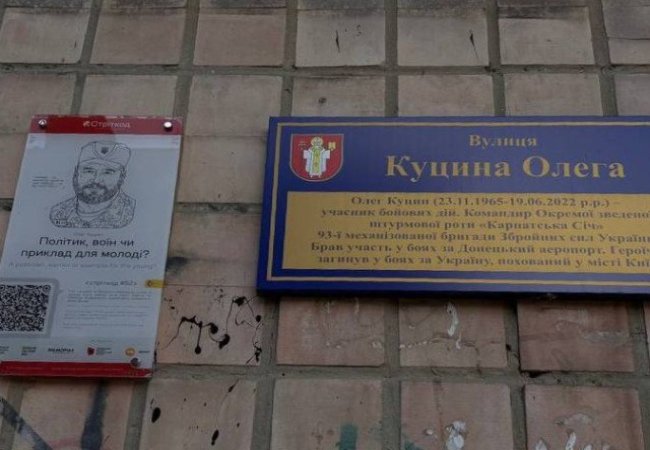 Стріткод
Політик, воїн чи
приклад для молоді?
Вулиця
Куцина Олега
Олег Куцин (23.11.1965-19.06.2022 р.р.) –
учасник бойових дій. Командир Окремої зведеної
штурмової роти «Карпатська Січ»
93-ї механізованої бригади Збройних сил Україн
Брав участь у боях за Донецький аеропорт. Герої
загинув у боях за Україну, похований у місті Киє